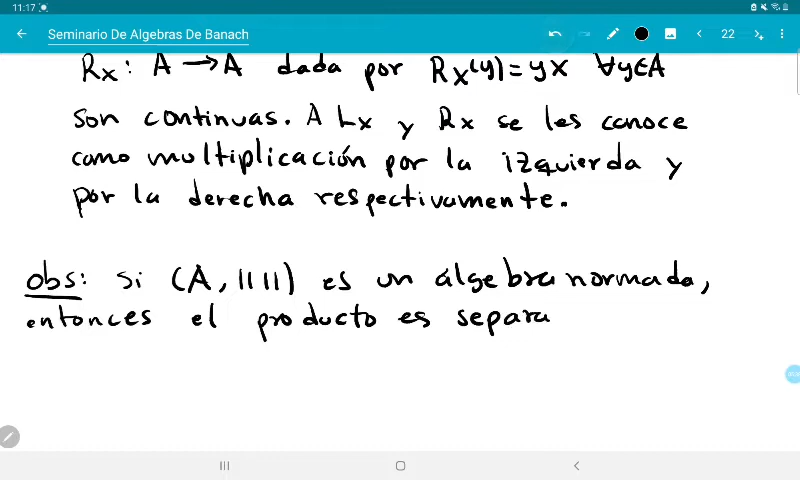 11:17
Seminario De Algebras De Banach
22
Rx: A → A dada por Rx(y) = yx ∀y∈A
son continuas. A Lx y Rx se les conoce
como multiplicación por la izquierda y
por la derecha respectivamente.
obs: si (A, || ||) es un álgebra normada,
entonces el producto es separa